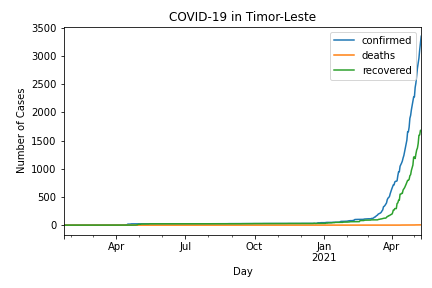 COVID-19 in Timor-Leste
confirmed
deaths
recovered
Number of Cases
3500
3000
2500
2000
1500
1000
500
0
Apr
Jul
Oct
Jan
2021
Apr
Day